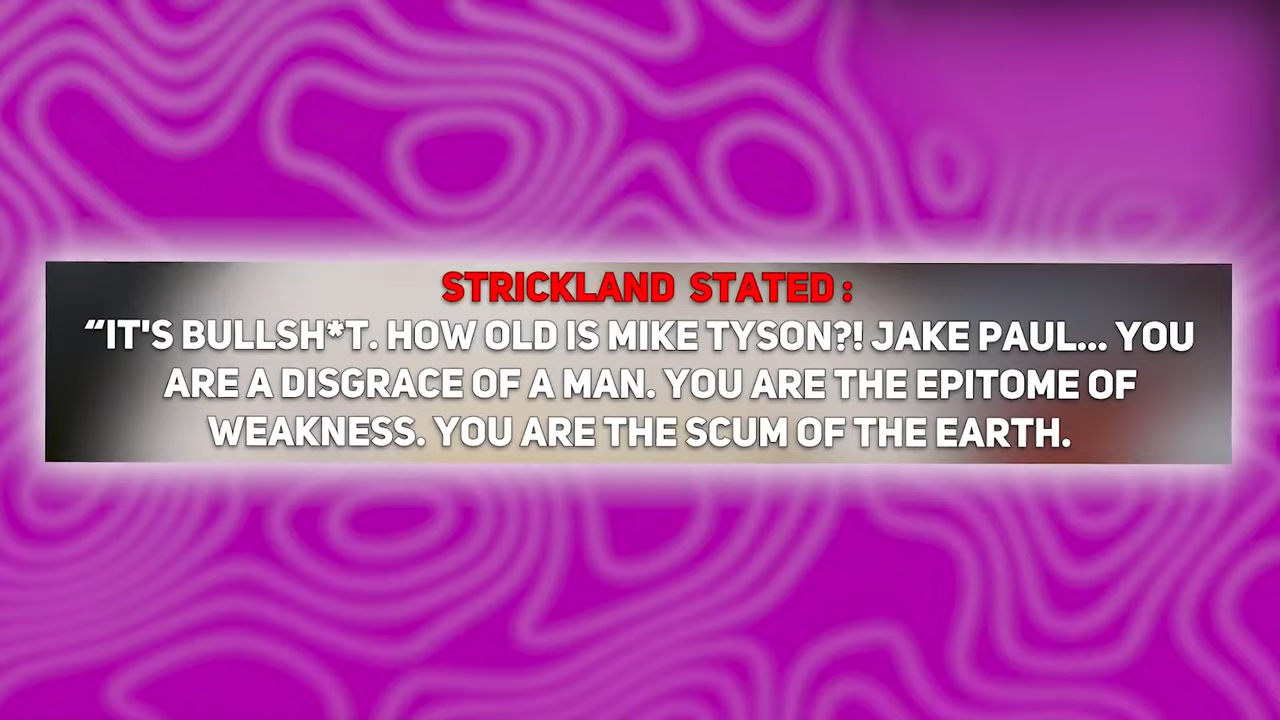 STRICKLAND STATED:
“IT'S BULLSH*T. HOW OLD IS MIKE TYSON?! JAKE PAUL... YOU
ARE A DISGRACE OF A MAN. YOU ARE THE EPITOME OF
WEAKNESS. YOU ARE THE SCUM OF THE EARTH.